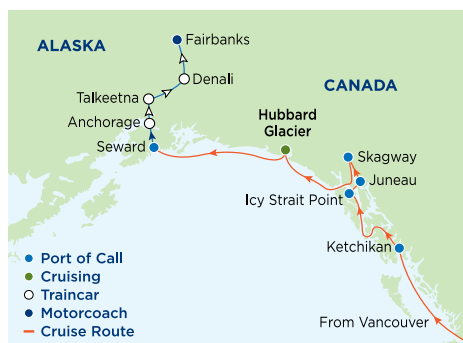 Fairbanks
ALASKA
Denali
CANADA
Talkeetna
Hubbard
Glacier
Anchorage
Seward
Skagway
Juneau
Icy Strait Point
Ketchikan
Port of Call
Cruising
Traincar
Motorcoach
Cruise Route
From Vancouver